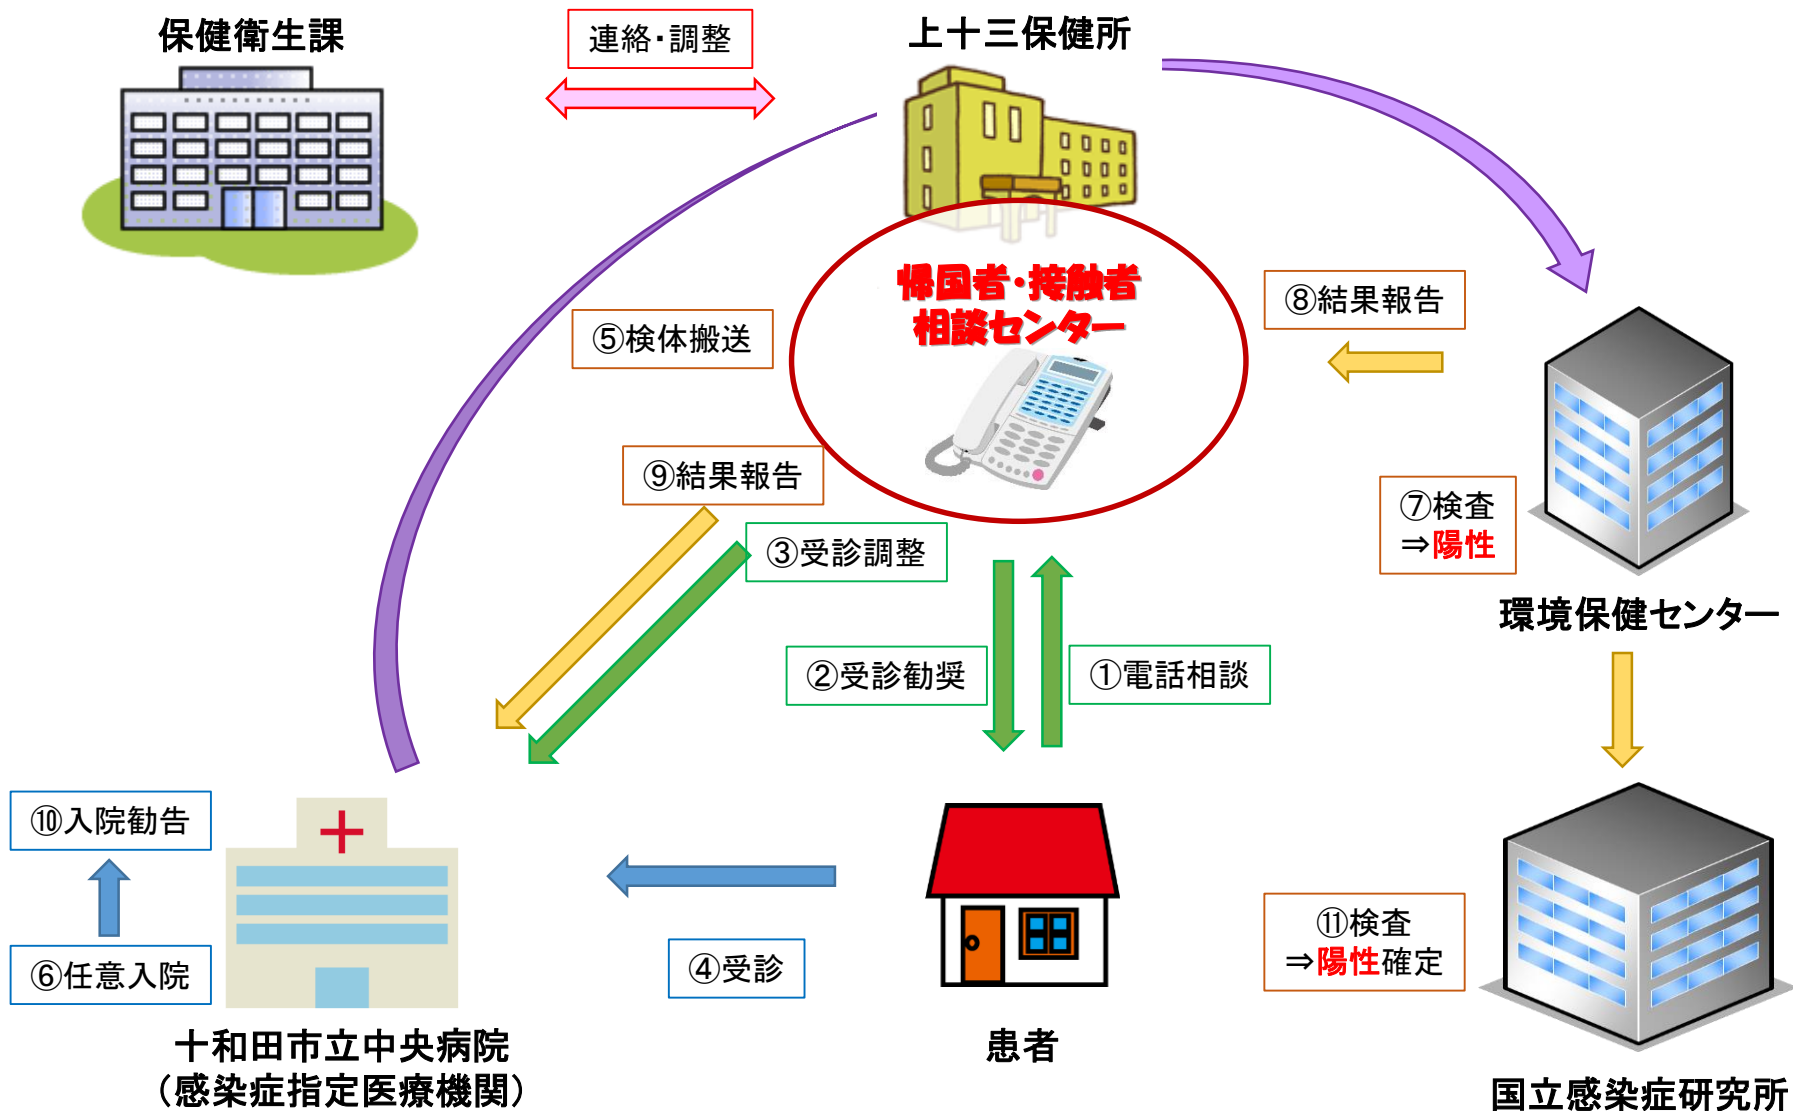 保健衛生課
連絡・調整
上十三保健所
帰国者・接触者
相談センター
⑧結果報告
⑤検体搬送
⑨結果報告
③受診調整
⑦検査
⇒陽性
環境保健センター
②受診勧奨
①電話相談
⑩入院勧告
⑥任意入院
④受診
⑪検査
⇒陽性確定
十和田市立中央病院
（感染症指定医療機関）
患者
国立感染症研究所